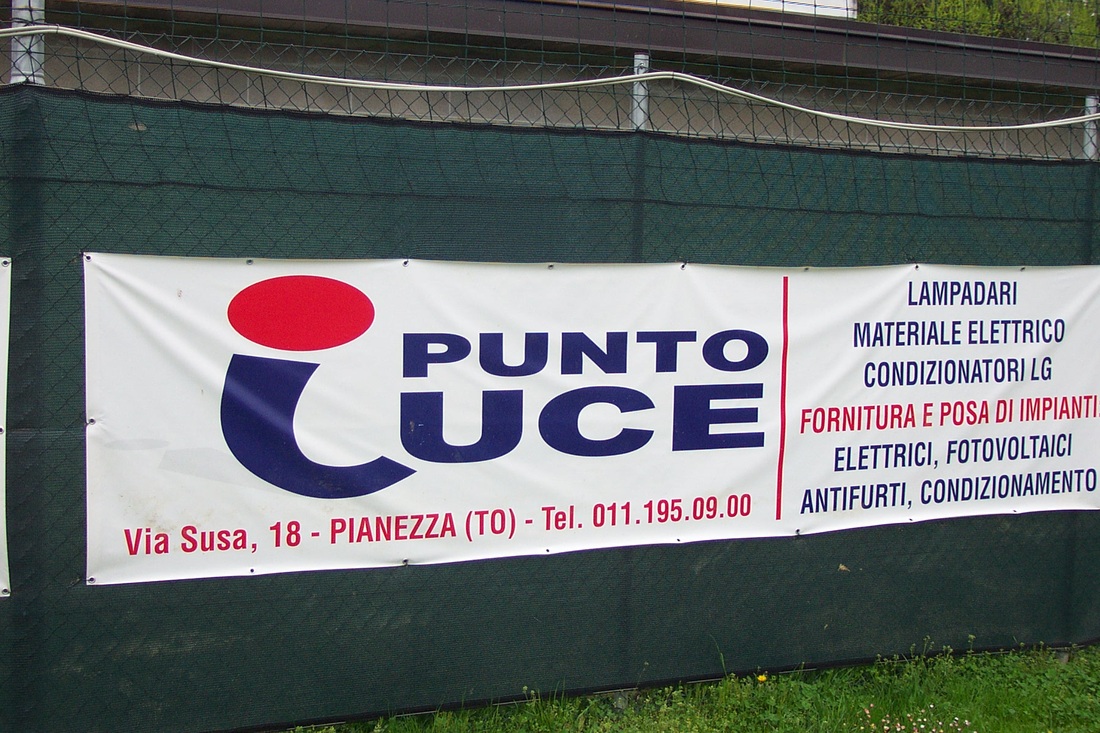 PUNTO
LUCE
Via Susa, 18 - PIANEZZA (TO) - Tel. 011.195.09.00
LAMPADARI
MATERIALE ELETTRICO
CONDIZIONATORI LG
FORNITURA E POSA DI IMPIANTI:
ELETTRICI, FOTOVOLTAICI
ANTIFURTI, CONDIZIONAMENTO